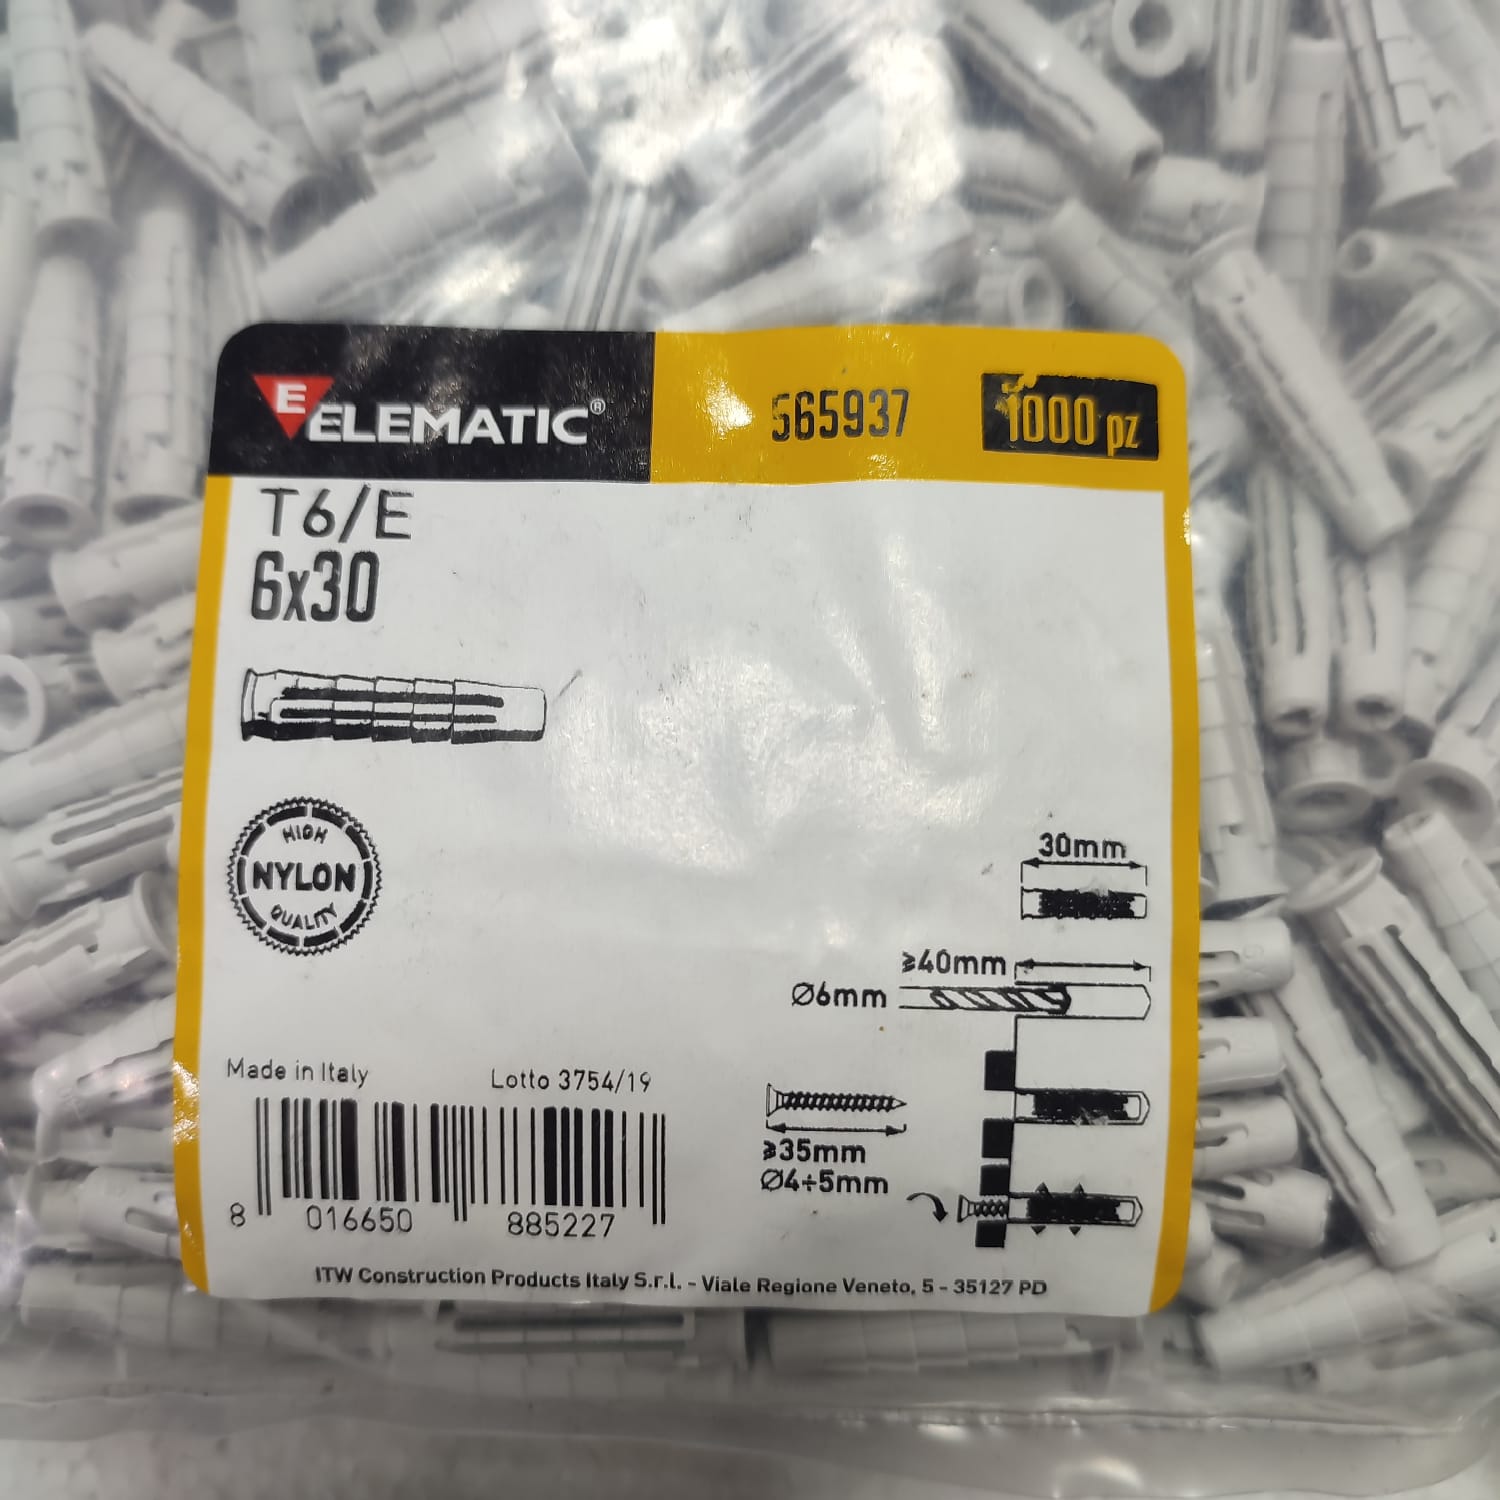 E ELEMATIC®
565937
1000 pz
T6/E
6x30
HIGH
NYLON
QUALITY
30mm
≥40mm
Ø6mm
Made in Italy
Lotto 3754/19
≥35mm
Ø4÷5mm
8 016650 885227
ITW Construction Products Italy S.r.l. - Viale Regione Veneto, 5 - 35127 PD